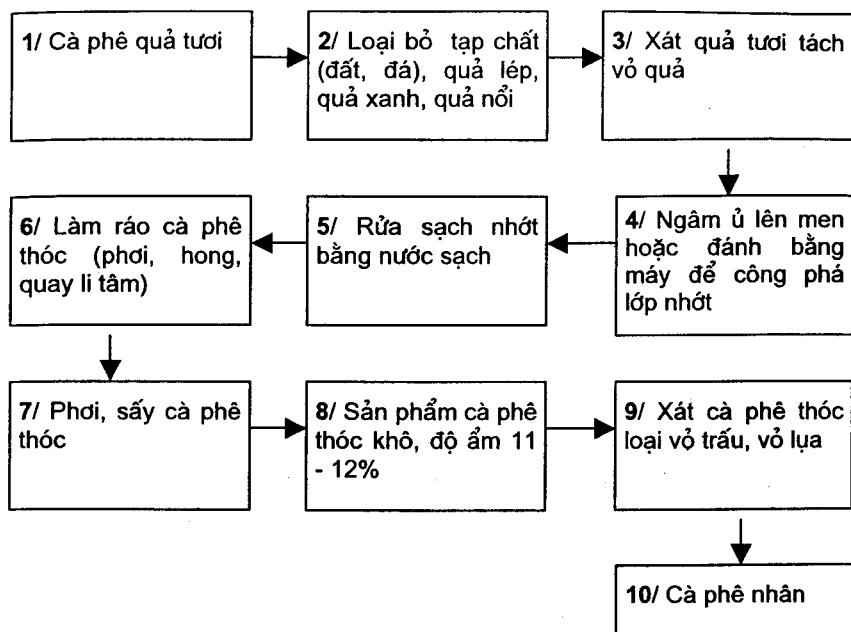 1/ Cà phê quả tươi
2/ Loại bỏ tạp chất
(đất, đá), quả lép,
quả xanh, quả nổi
3/ Xát quả tươi tách
vỏ quả
4/ Ngâm ủ lên men
hoặc đánh bằng
máy để công phá
lớp nhớt
5/ Rửa sạch nhớt
bằng nước sạch
6/ Làm ráo cà phê
thóc (phơi, hong,
quay li tâm)
7/ Phơi, sấy cà phê
thóc
8/ Sản phẩm cà phê
thóc khô, độ ẩm 11
- 12%
9/ Xát cà phê thóc
loại vỏ trấu, vỏ lụa
10/ Cà phê nhân